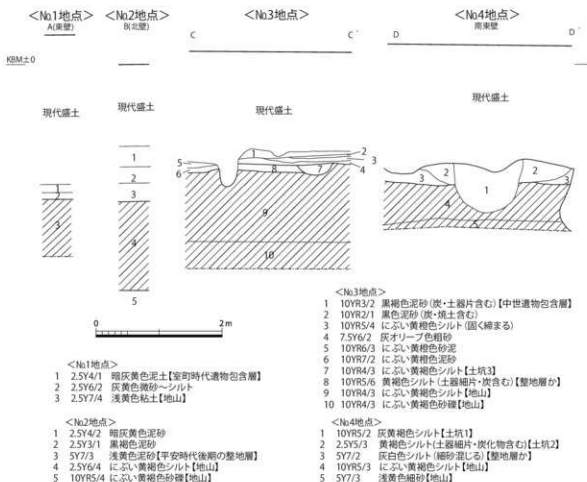 <No.1地点>
A(東壁)
<No.2地点>
B(北壁)
<No.3地点>
C C´
<No.4地点>
南東壁
D D´
KBM±0
現代盛土
現代盛土
現代盛土
現代盛土
1
2
3
1
2
3
4
5
5
6
1
8
7
2
3
4
9
10
3
2
1
2
3
4
5
0 2m
<No.1地点>
1 2.5Y4/1 暗灰黄色泥土【室町時代遺物包含層】
2 2.5Y6/2 灰黄色微砂～シルト
3 2.5Y7/4 浅黄色粘土【地山】
<No.2地点>
1 2.5Y4/2 暗灰黄色泥砂
2 2.5Y3/1 黒褐色泥砂
3 5Y7/3 浅黄色泥砂【平安時代後期の整地層】
4 2.5Y6/4 にぶい黄褐色シルト【地山】
5 10YR5/4 にぶい黄褐色砂礫【地山】
<No.3地点>
1 10YR3/2 黒褐色泥砂(炭・土器片含む)【中世遺物包含層】
2 10YR2/1 黒色泥砂(炭・焼土含む)
3 10YR5/4 にぶい黄橙色シルト(固く締まる)
4 7.5Y6/2 灰オリーブ色粗砂
5 10YR6/3 にぶい黄橙色砂泥
6 10YR7/2 にぶい黄橙色泥砂
7 10YR4/3 にぶい黄褐色シルト【土坑3】
8 10YR5/6 黄褐色シルト(土器細片・炭含む)【整地層か】
9 10YR4/3 にぶい黄褐色シルト【地山】
10 10YR4/3 にぶい黄褐色砂礫【地山】
<No.4地点>
1 10YR5/2 灰黄褐色シルト【土坑1】
2 2.5Y5/3 黄褐色シルト(土器細片・炭化物含む)【土坑2】
3 5Y7/2 灰白色シルト(細砂混じる)【整地層か】
4 10YR5/3 にぶい黄褐色シルト【地山】
5 5Y7/3 浅黄色細砂【地山】